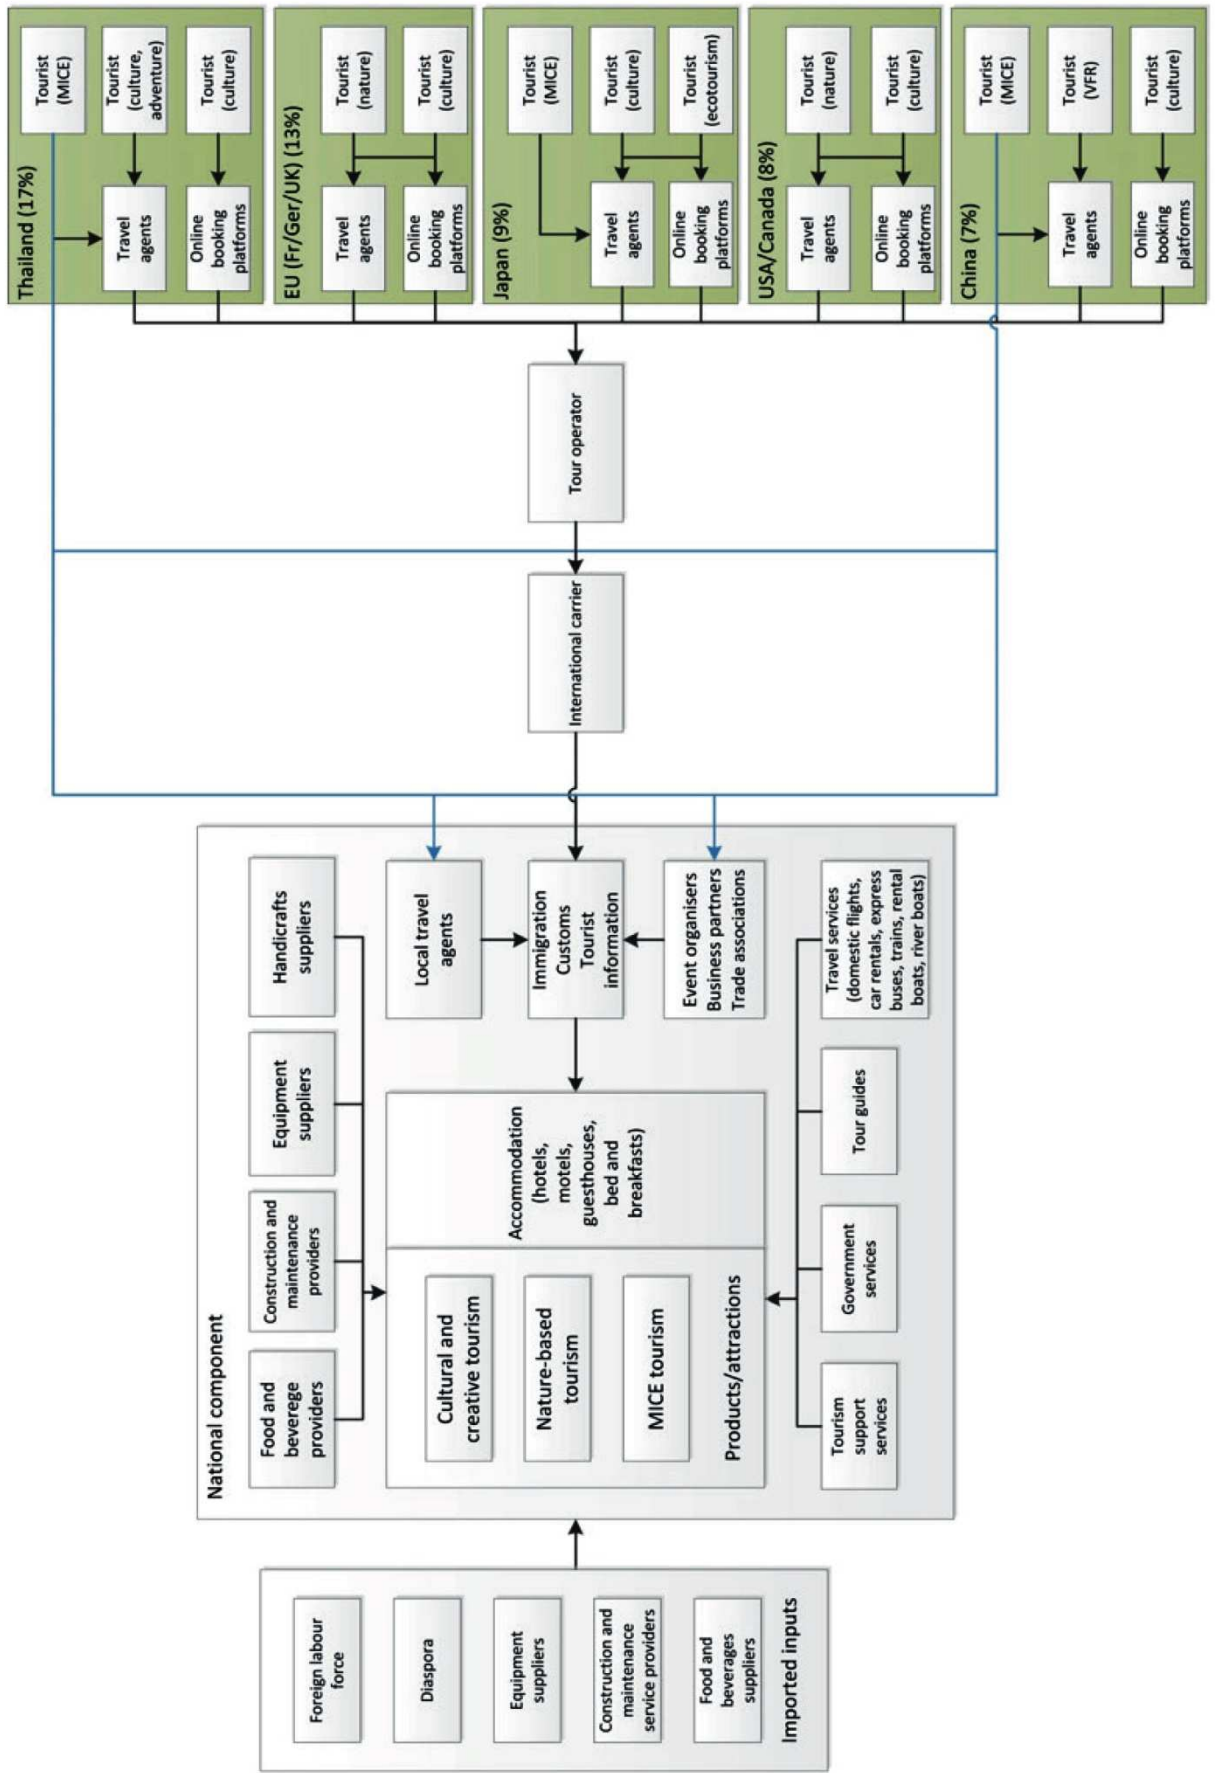 Imported inputs
Foreign labour
force
Diaspora
Equipment
suppliers
Construction and
maintenance
service providers
Food and
beverages
suppliers
National component
Food and
beverege
providers
Construction and
maintenance
providers
Equipment
suppliers
Handicrafts
suppliers
Cultural and
creative tourism
Nature-based
tourism
MICE tourism
Products/attractions
Accommodation
(hotels,
motels,
guesthouses,
bed and
breakfasts)
Local travel
agents
Immigration
Customs
Tourist
information
Event organisers
Business partners
Trade associations
Tourism
support
services
Government
services
Tour guides
Travel services
(domestic flights,
car rentals, express
buses, trains, rental
boats, river boats)
International carrier
Tour operator
Thailand (17%)
Travel
agents
Online
booking
platforms
Tourist
(MICE)
Tourist
(culture,
adventure)
Tourist
(culture)
EU (Fr/Ger/UK) (13%)
Travel
agents
Online
booking
platforms
Tourist
(nature)
Tourist
(culture)
Japan (9%)
Travel
agents
Online
booking
platforms
Tourist
(MICE)
Tourist
(culture)
Tourist
(ecotourism)
USA/Canada (8%)
Travel
agents
Online
booking
platforms
Tourist
(nature)
Tourist
(culture)
China (7%)
Travel
agents
Online
booking
platforms
Tourist
(MICE)
Tourist
(VFR)
Tourist
(culture)